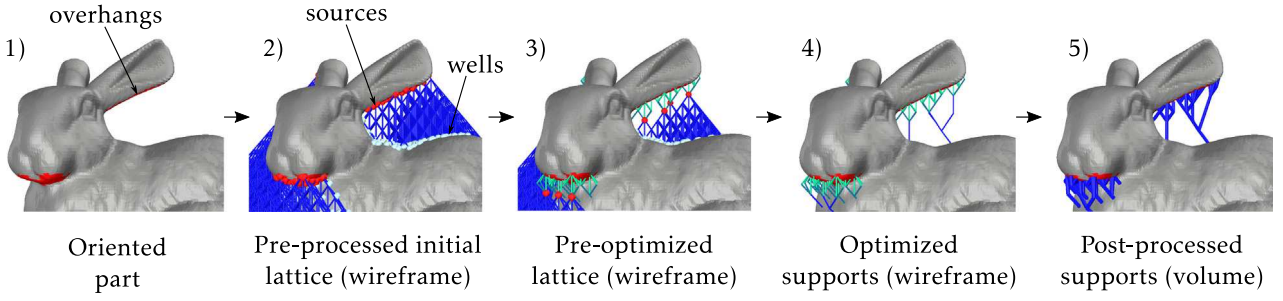 overhangs
sources
wells
1)
2)
3)
4)
5)
Oriented
part
Pre-processed initial
lattice (wireframe)
Pre-optimized
lattice (wireframe)
Optimized
supports (wireframe)
Post-processed
supports (volume)